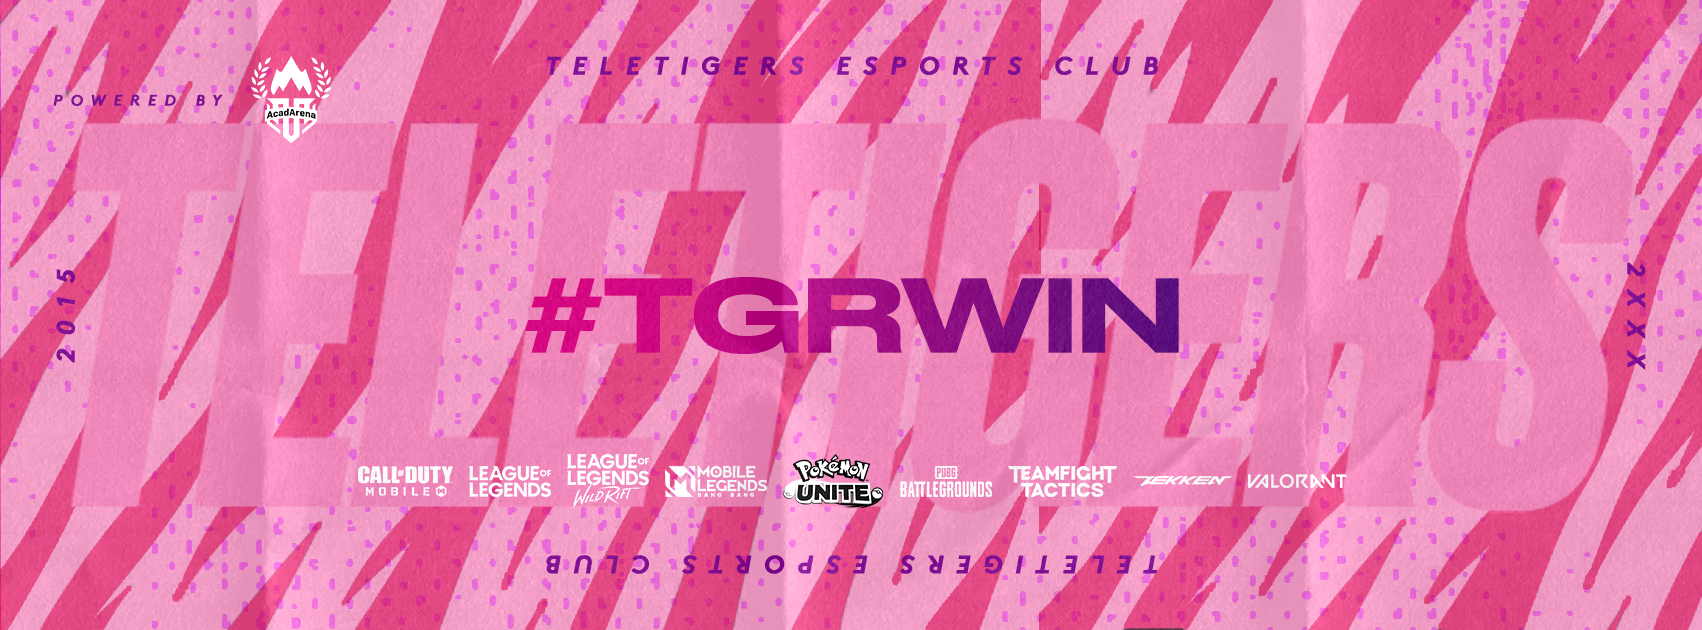 TELETIGERS ESPORTS CLUB
POWERED BY
AcadArena
TELETIGERS
2015
2XXX
#TGRWIN
CALL OF DUTY MOBILE
LEAGUE OF LEGENDS
LEAGUE OF LEGENDS WILD RIFT
MOBILE LEGENDS BANG BANG
POKéMON UNITE
PUBG BATTLEGROUNDS
TEAMFIGHT TACTICS
TEKKEN
VALORANT
TELETIGERS ESPORTS CLUB